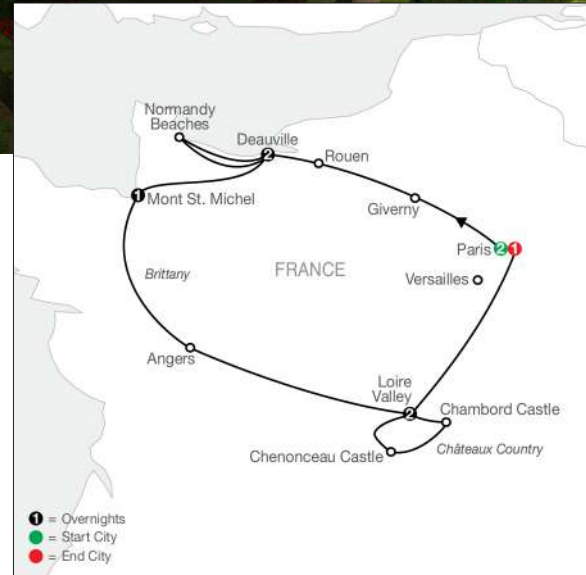 Normandy
Beaches
Deauville
2
Rouen
1
Mont St. Michel
Giverny
Paris
2
1
Brittany
FRANCE
Versailles
Angers
Loire
Valley
2
Chambord Castle
Chenonceau Castle
Châteaux Country
1 = Overnights
= Start City
= End City